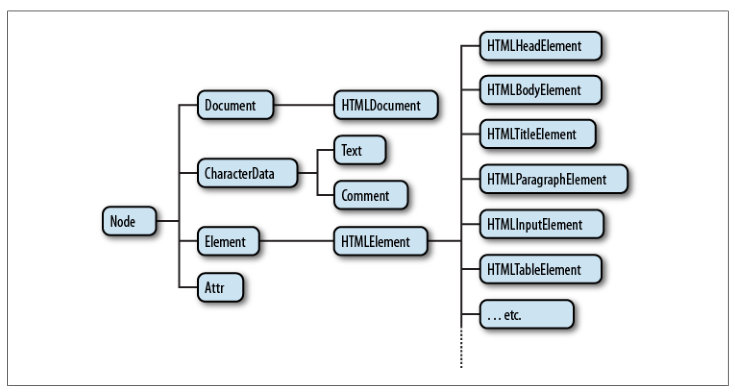 Node
Document
CharacterData
Element
Attr
HTMLDocument
Text
Comment
HTMLElement
HTMLHeadElement
HTMLBodyElement
HTMLTitleElement
HTMLParagraphElement
HTMLInputElement
HTMLTableElement
. . . etc.